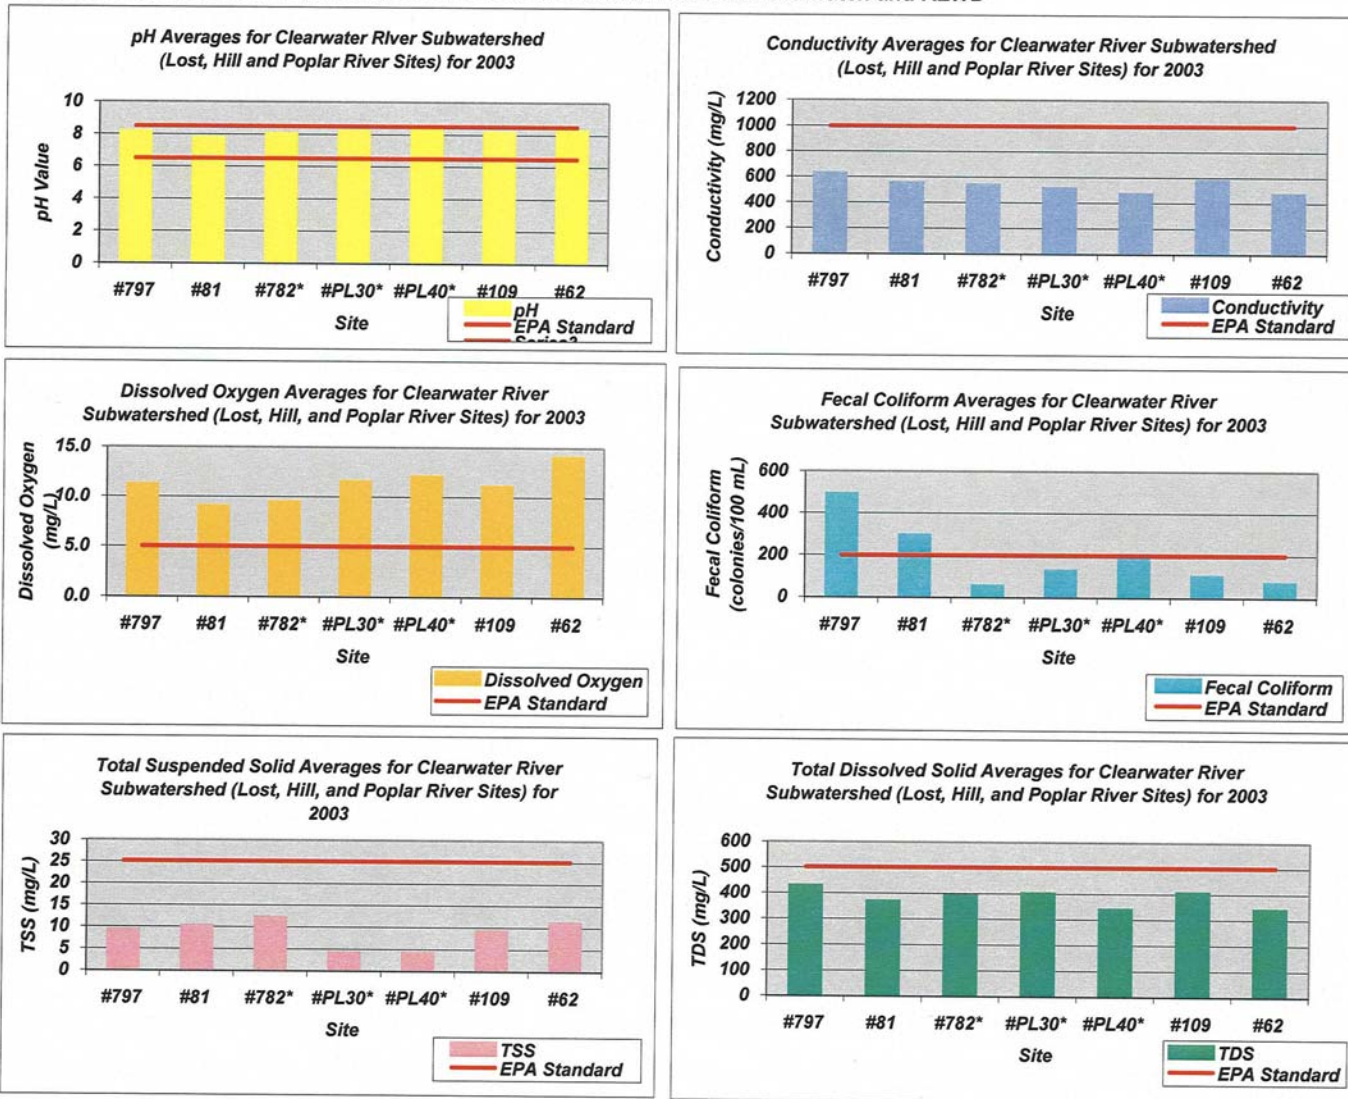 pH Averages for Clearwater RIver Subwatershed
(Lost, Hill and Poplar River Sites) for 2003
10
8
6
4
2
0
pH Value
#797 #81 #782* #PL30* #PL40* #109 #62
Site
pH
EPA Standard
Conductivity Averages for Clearwater River Subwatershed
(Lost, Hill and Poplar River Sites) for 2003
1200
1000
800
600
400
200
0
Conductivity (mg/L)
#797 #81 #782* #PL30* #PL40* #109 #62
Site
Conductivity
EPA Standard
Dissolved Oxygen Averages for Clearwater River
Subwatershed (Lost, Hill, and Poplar River Sites) for 2003
15.0
10.0
5.0
0.0
Dissolved Oxygen
(mg/L)
#797 #81 #782* #PL30* #PL40* #109 #62
Site
Dissolved Oxygen
EPA Standard
Fecal Coliform Averages for Clearwater River
Subwatershed (Lost, Hill and Poplar River Sites) for 2003
600
400
200
0
Fecal Coliform
(colonies/100 mL)
#797 #81 #782* #PL30* #PL40* #109 #62
Site
Fecal Coliform
EPA Standard
Total Suspended Solid Averages for Clearwater River
Subwatershed (Lost, Hill, and Poplar River Sites) for
2003
30
25
20
15
10
5
0
TSS (mg/L)
#797 #81 #782* #PL30* #PL40* #109 #62
Site
TSS
EPA Standard
Total Dissolved Solid Averages for Clearwater River
Subwatershed (Lost, Hill, and Poplar River Sites) for 2003
600
500
400
300
200
100
0
TDS (mg/L)
#797 #81 #782* #PL30* #PL40* #109 #62
Site
TDS
EPA Standard